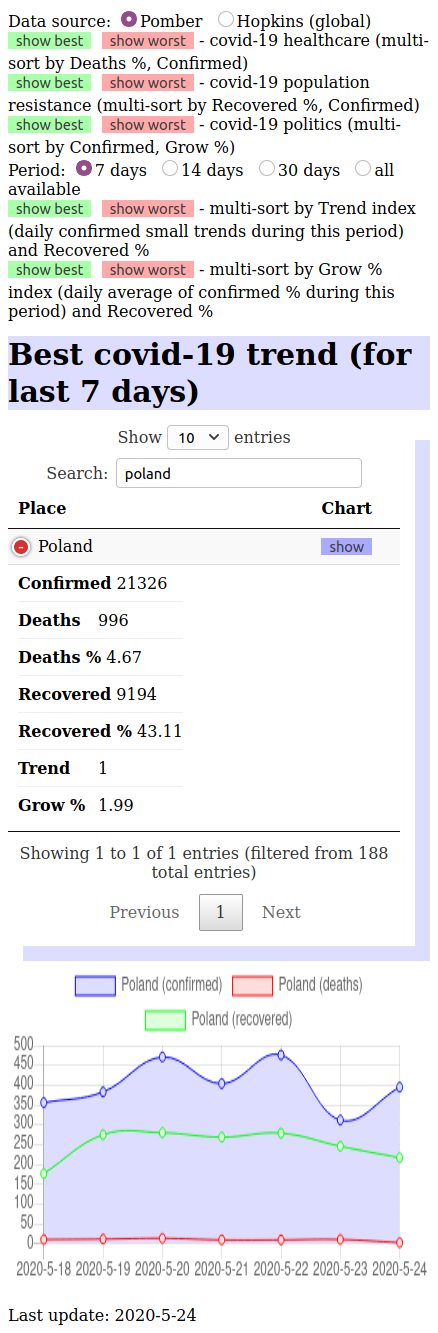 Data source: Pomber Hopkins (global)
show best show worst - covid-19 healthcare (multi-
sort by Deaths %, Confirmed)
show best show worst - covid-19 population
resistance (multi-sort by Recovered %, Confirmed)
show best show worst - covid-19 politics (multi-
sort by Confirmed, Grow %)
Period: 7 days 14 days 30 days all
available
show best show worst - multi-sort by Trend index
(daily confirmed small trends during this period)
and Recovered %
show best show worst - multi-sort by Grow %
index (daily average of confirmed % during this
period) and Recovered %
Best covid-19 trend (for
last 7 days)
Show 10 entries
Search: poland
Place Chart
Poland show
Confirmed 21326
Deaths 996
Deaths % 4.67
Recovered 9194
Recovered % 43.11
Trend 1
Grow % 1.99
Showing 1 to 1 of 1 entries (filtered from 188
total entries)
Previous 1 Next
Poland (confirmed) Poland (deaths)
Poland (recovered)
500
450
400
350
300
250
200
150
100
50
0
2020-5-18 2020-5-19 2020-5-20 2020-5-21 2020-5-22 2020-5-23 2020-5-24
Last update: 2020-5-24